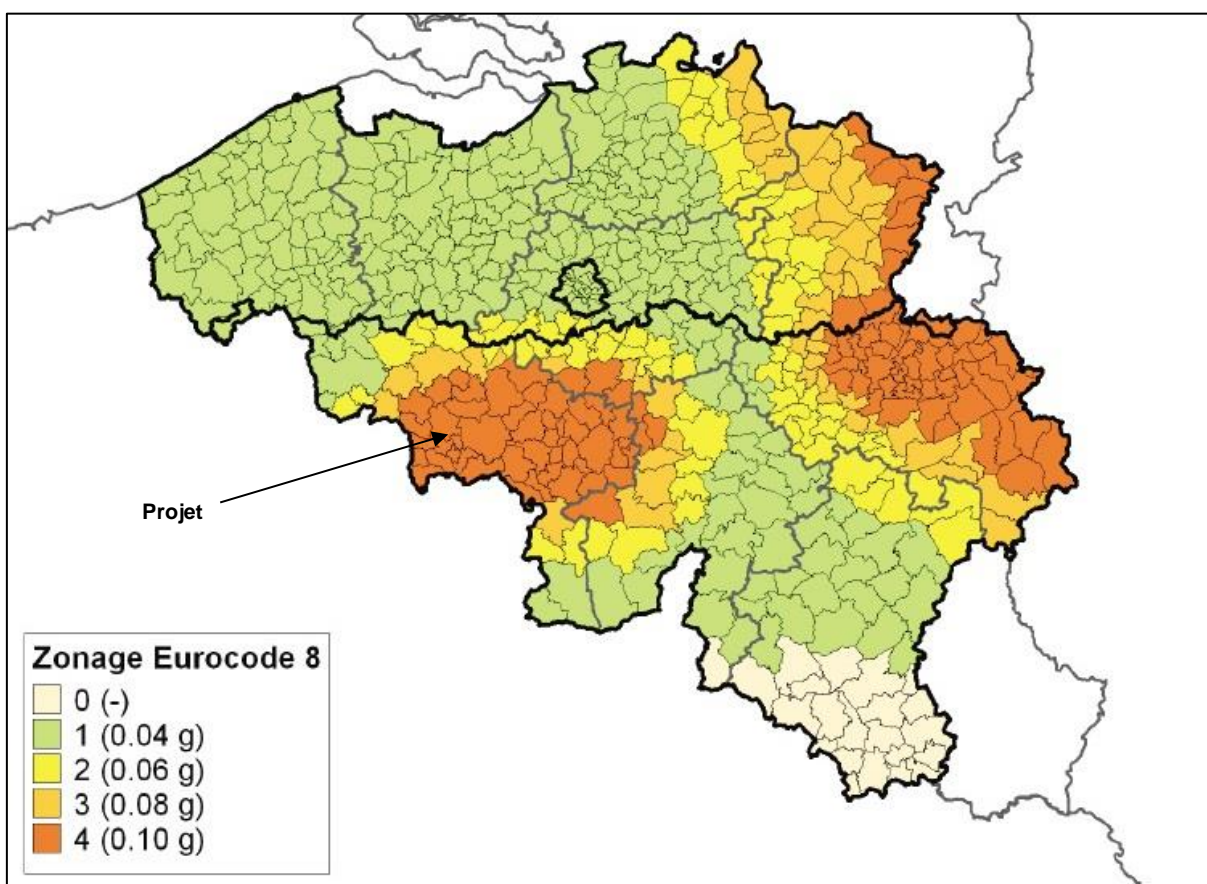 Projet
Zonage Eurocode 8
0 (-)
1 (0.04 g)
2 (0.06 g)
3 (0.08 g)
4 (0.10 g)